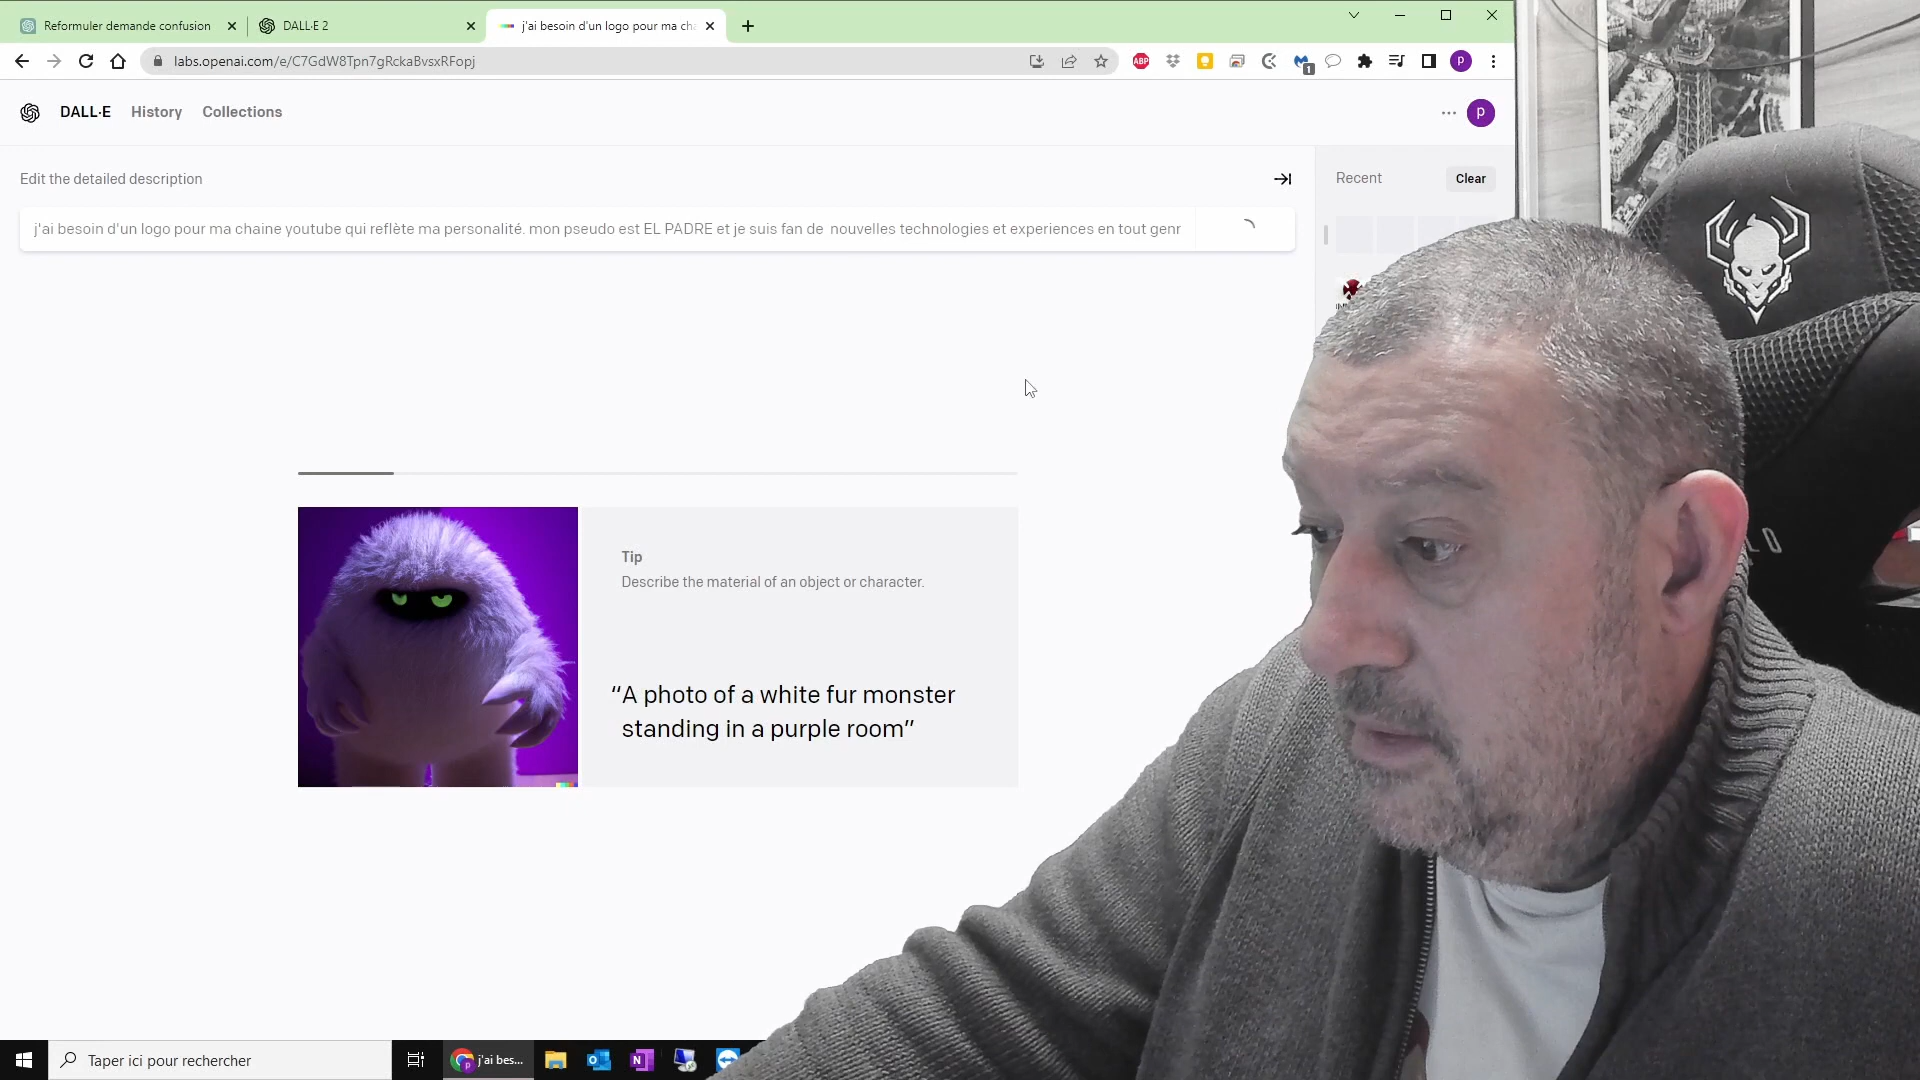 Reformuler demande confusion
DALL·E 2
j'ai besoin d'un logo pour ma cha
labs.openai.com/e/C7GdW8Tpn7gRckaBvsxRFopj
ABP
1
p
DALL·E
History
Collections
p
Edit the detailed description
Recent
Clear
j'ai besoin d'un logo pour ma chaine youtube qui reflète ma personalité. mon pseudo est EL PADRE et je suis fan de  nouvelles technologies et experiences en tout genr
Tip
Describe the material of an object or character.
“A photo of a white fur monster
standing in a purple room”
Taper ici pour rechercher
j'ai bes...